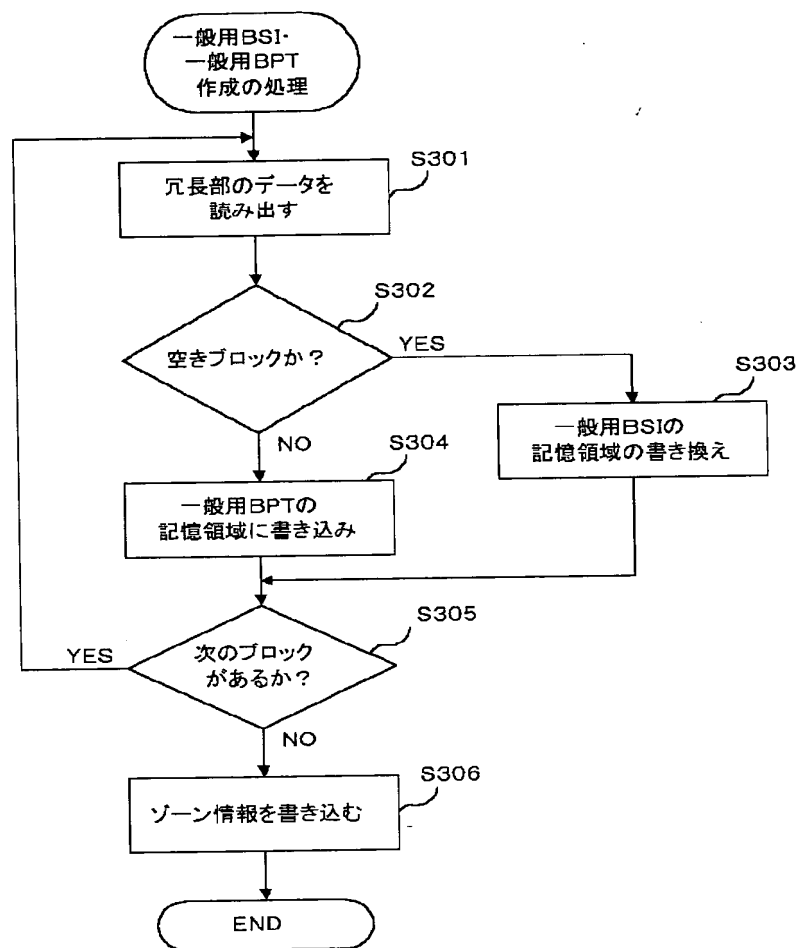 一般用BSI・
一般用BPT
作成の処理
S301
冗長部のデータを
読み出す
S302
空きブロックか？
YES
S303
一般用BSIの
記憶領域の書き換え
NO
S304
一般用BPTの
記憶領域に書き込み
S305
YES
次のブロック
があるか？
NO
S306
ゾーン情報を書き込む
END